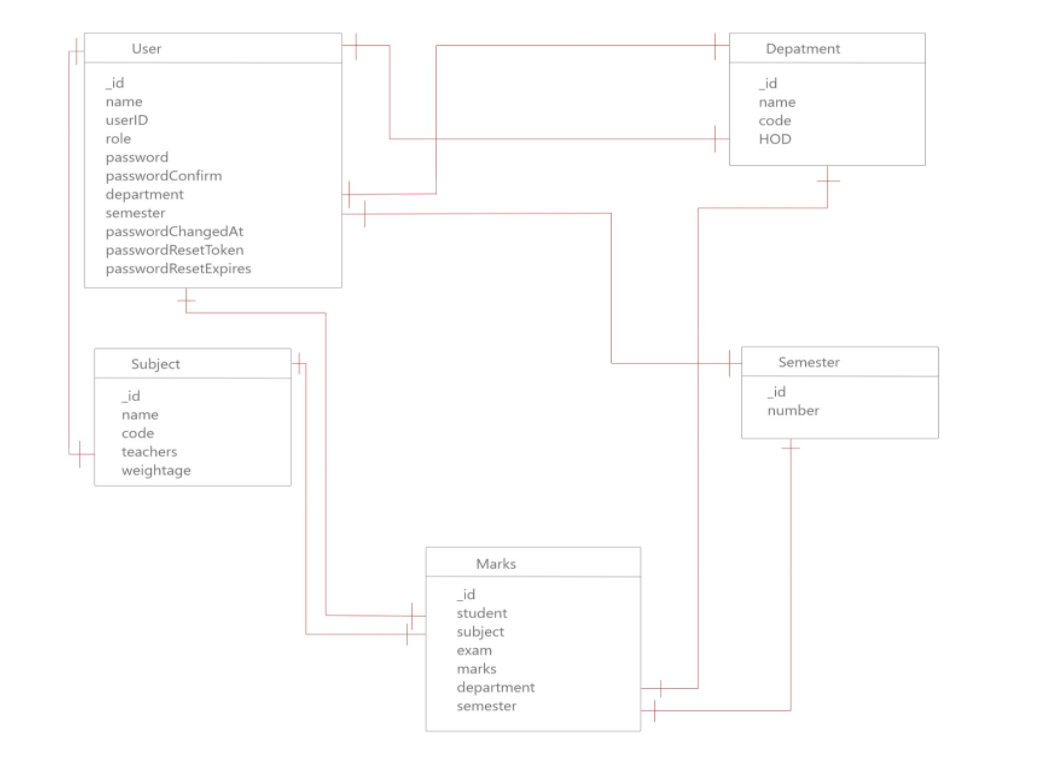 User
_id
name
userID
role
password
passwordConfirm
department
semester
passwordChangedAt
passwordResetToken
passwordResetExpires
Depatment
_id
name
code
HOD
Subject
_id
name
code
teachers
weightage
Semester
_id
number
Marks
_id
student
subject
exam
marks
department
semester